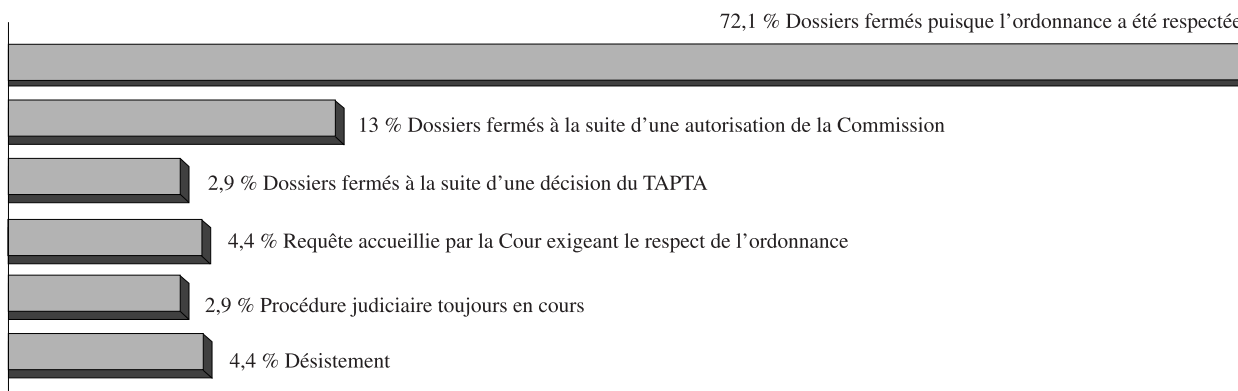 72,1 % Dossiers fermés puisque l’ordonnance a été respectée
13 % Dossiers fermés à la suite d’une autorisation de la Commission
2,9 % Dossiers fermés à la suite d’une décision du TAPTA
4,4 % Requête accueillie par la Cour exigeant le respect de l’ordonnance
2,9 % Procédure judiciaire toujours en cours
4,4 % Désistement